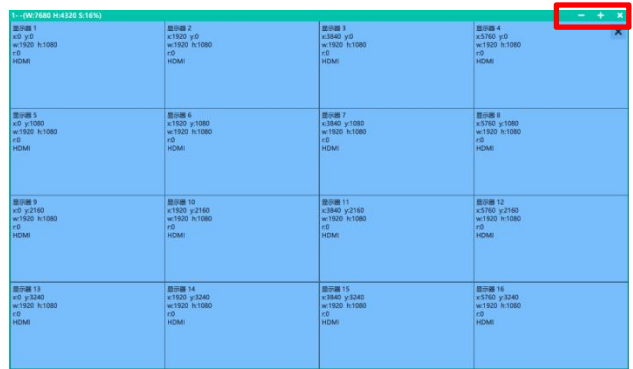 1--(W:7680 H:4320 S:16%)
显示器 1
x:0 y:0
w:1920 h:1080
r:0
HDMI
显示器 2
x:1920 y:0
w:1920 h:1080
r:0
HDMI
显示器 3
x:3840 y:0
w:1920 h:1080
r:0
HDMI
显示器 4
x:5760 y:0
w:1920 h:1080
r:0
HDMI
显示器 5
x:0 y:1080
w:1920 h:1080
r:0
HDMI
显示器 6
x:1920 y:1080
w:1920 h:1080
r:0
HDMI
显示器 7
x:3840 y:1080
w:1920 h:1080
r:0
HDMI
显示器 8
x:5760 y:1080
w:1920 h:1080
r:0
HDMI
显示器 9
x:0 y:2160
w:1920 h:1080
r:0
HDMI
显示器 10
x:1920 y:2160
w:1920 h:1080
r:0
HDMI
显示器 11
x:3840 y:2160
w:1920 h:1080
r:0
HDMI
显示器 12
x:5760 y:2160
w:1920 h:1080
r:0
HDMI
显示器 13
x:0 y:3240
w:1920 h:1080
r:0
HDMI
显示器 14
x:1920 y:3240
w:1920 h:1080
r:0
HDMI
显示器 15
x:3840 y:3240
w:1920 h:1080
r:0
HDMI
显示器 16
x:5760 y:3240
w:1920 h:1080
r:0
HDMI